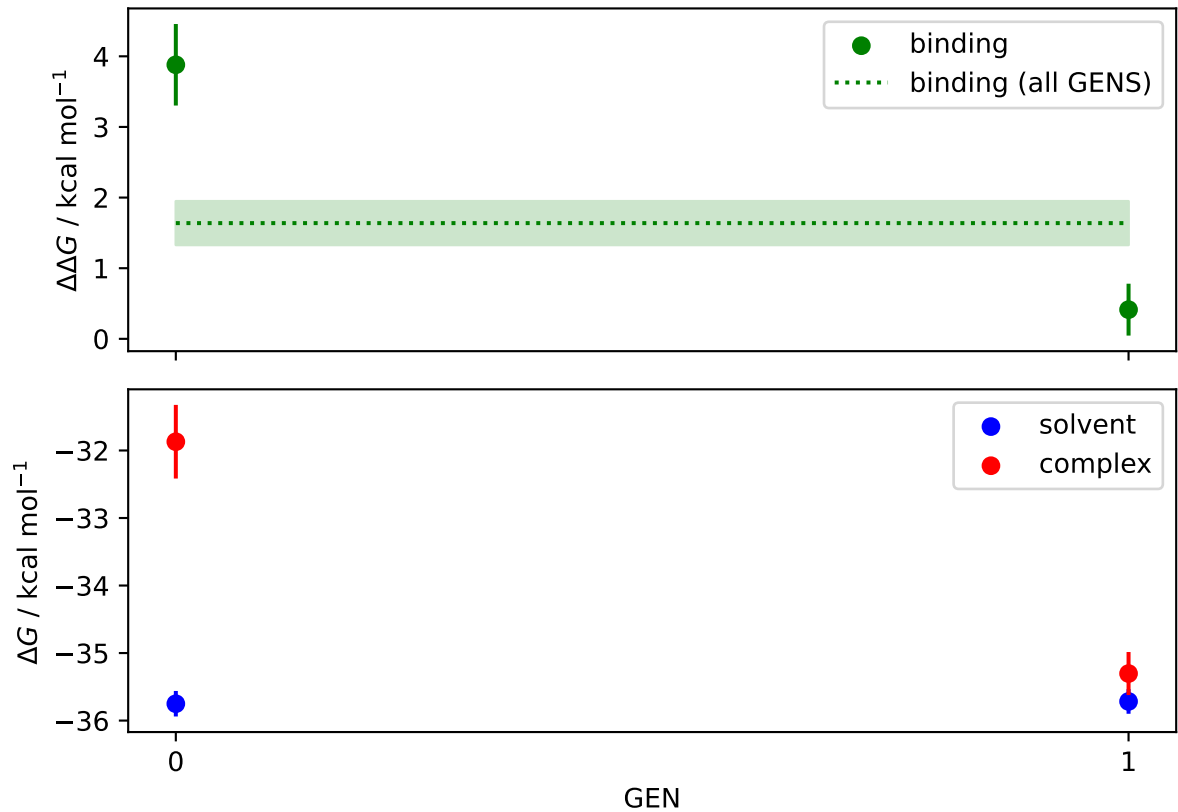 4
3
2
1
0
ΔΔG / kcal mol⁻¹
binding
binding (all GENS)
−32
−33
−34
−35
−36
ΔG / kcal mol⁻¹
solvent
complex
0
1
GEN